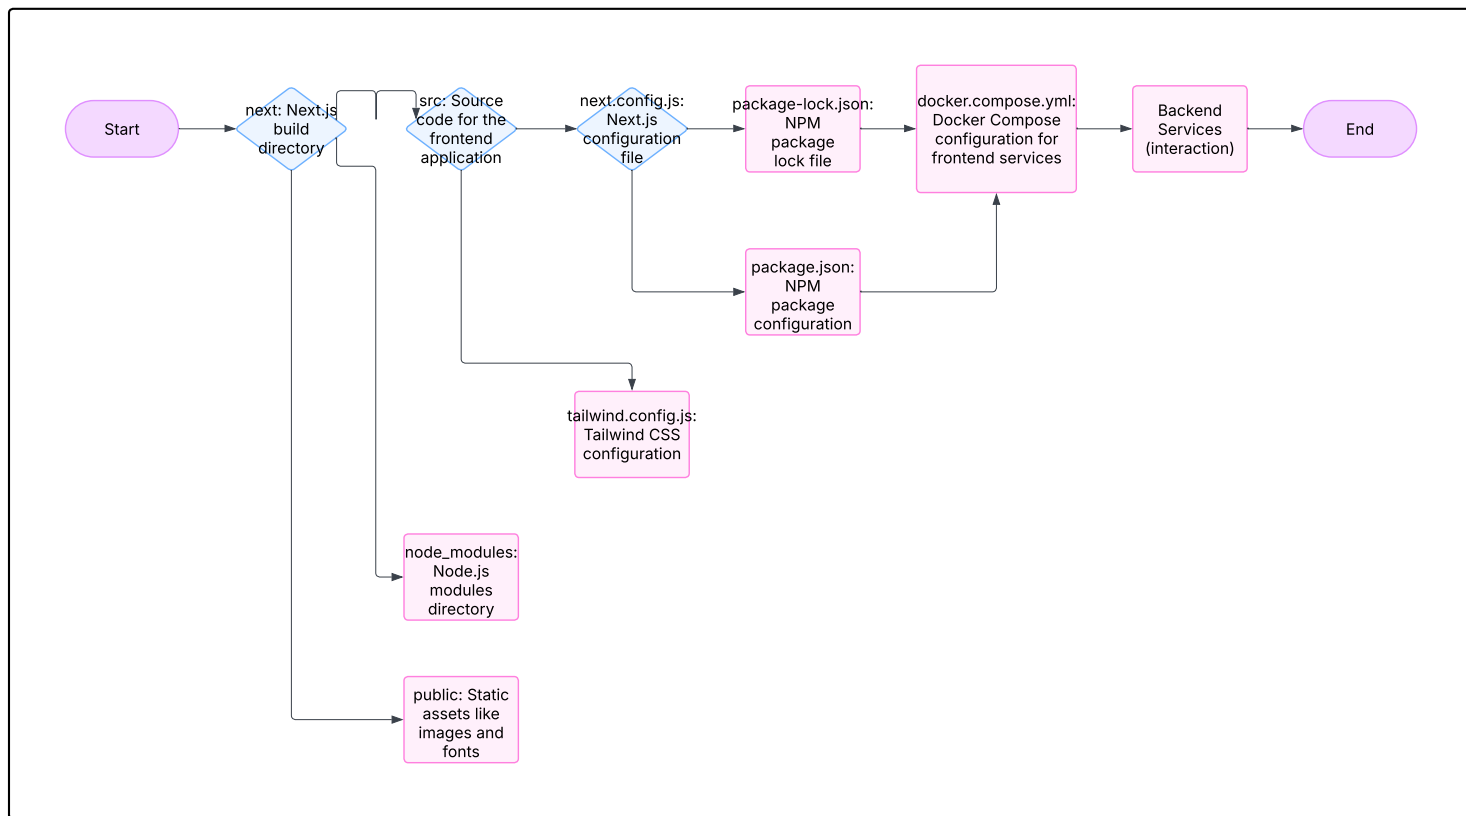 Start
next: Next.js
build
directory
src: Source
code for the
frontend
application
next.config.js:
Next.js
configuration
file
package-lock.json:
NPM
package
lock file
docker.compose.yml:
Docker Compose
configuration for
frontend services
Backend
Services
(interaction)
End
package.json:
NPM
package
configuration
tailwind.config.js:
Tailwind CSS
configuration
node_modules:
Node.js
modules
directory
public: Static
assets like
images and
fonts